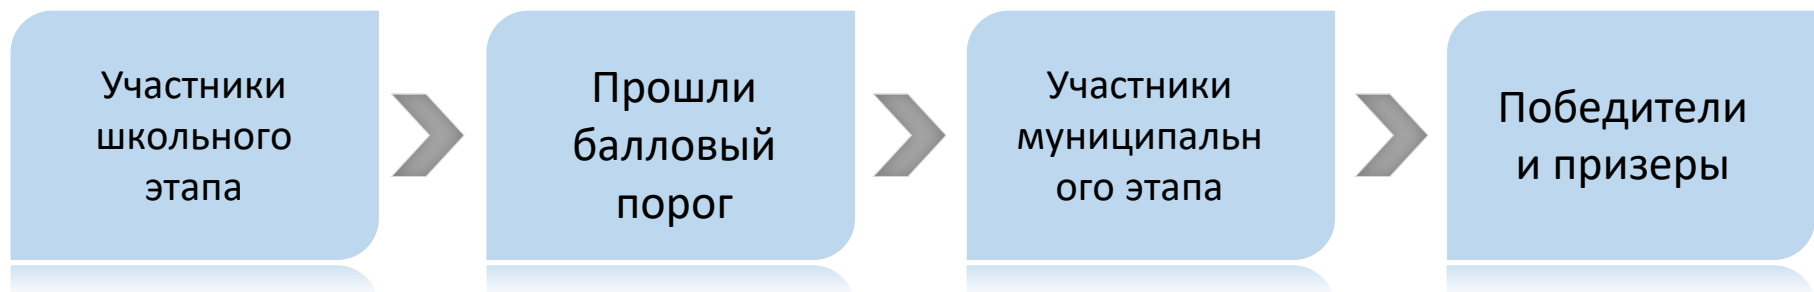 Участники
школьного
этапа
Прошли
балловый
порог
Участники
муниципальн
ого этапа
Победители
и призеры